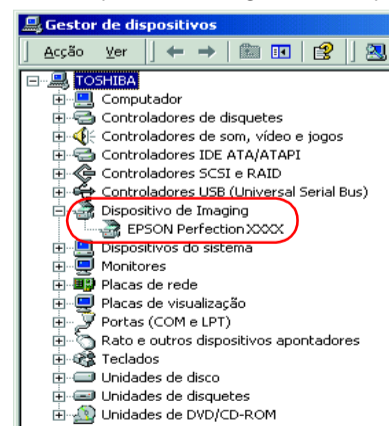 Gestor de dispositivos
Acção Ver
TOSHIBA
Computador
Controladores de disquetes
Controladores de som, vídeo e jogos
Controladores IDE ATA/ATAPI
Controladores SCSI e RAID
Controladores USB (Universal Serial Bus)
Dispositivo de Imaging
EPSON Perfection XXXX
Dispositivos do sistema
Monitores
Placas de rede
Placas de visualização
Portas (COM e LPT)
Rato e outros dispositivos apontadores
Teclados
Unidades de disco
Unidades de disquetes
Unidades de DVD/CD-ROM